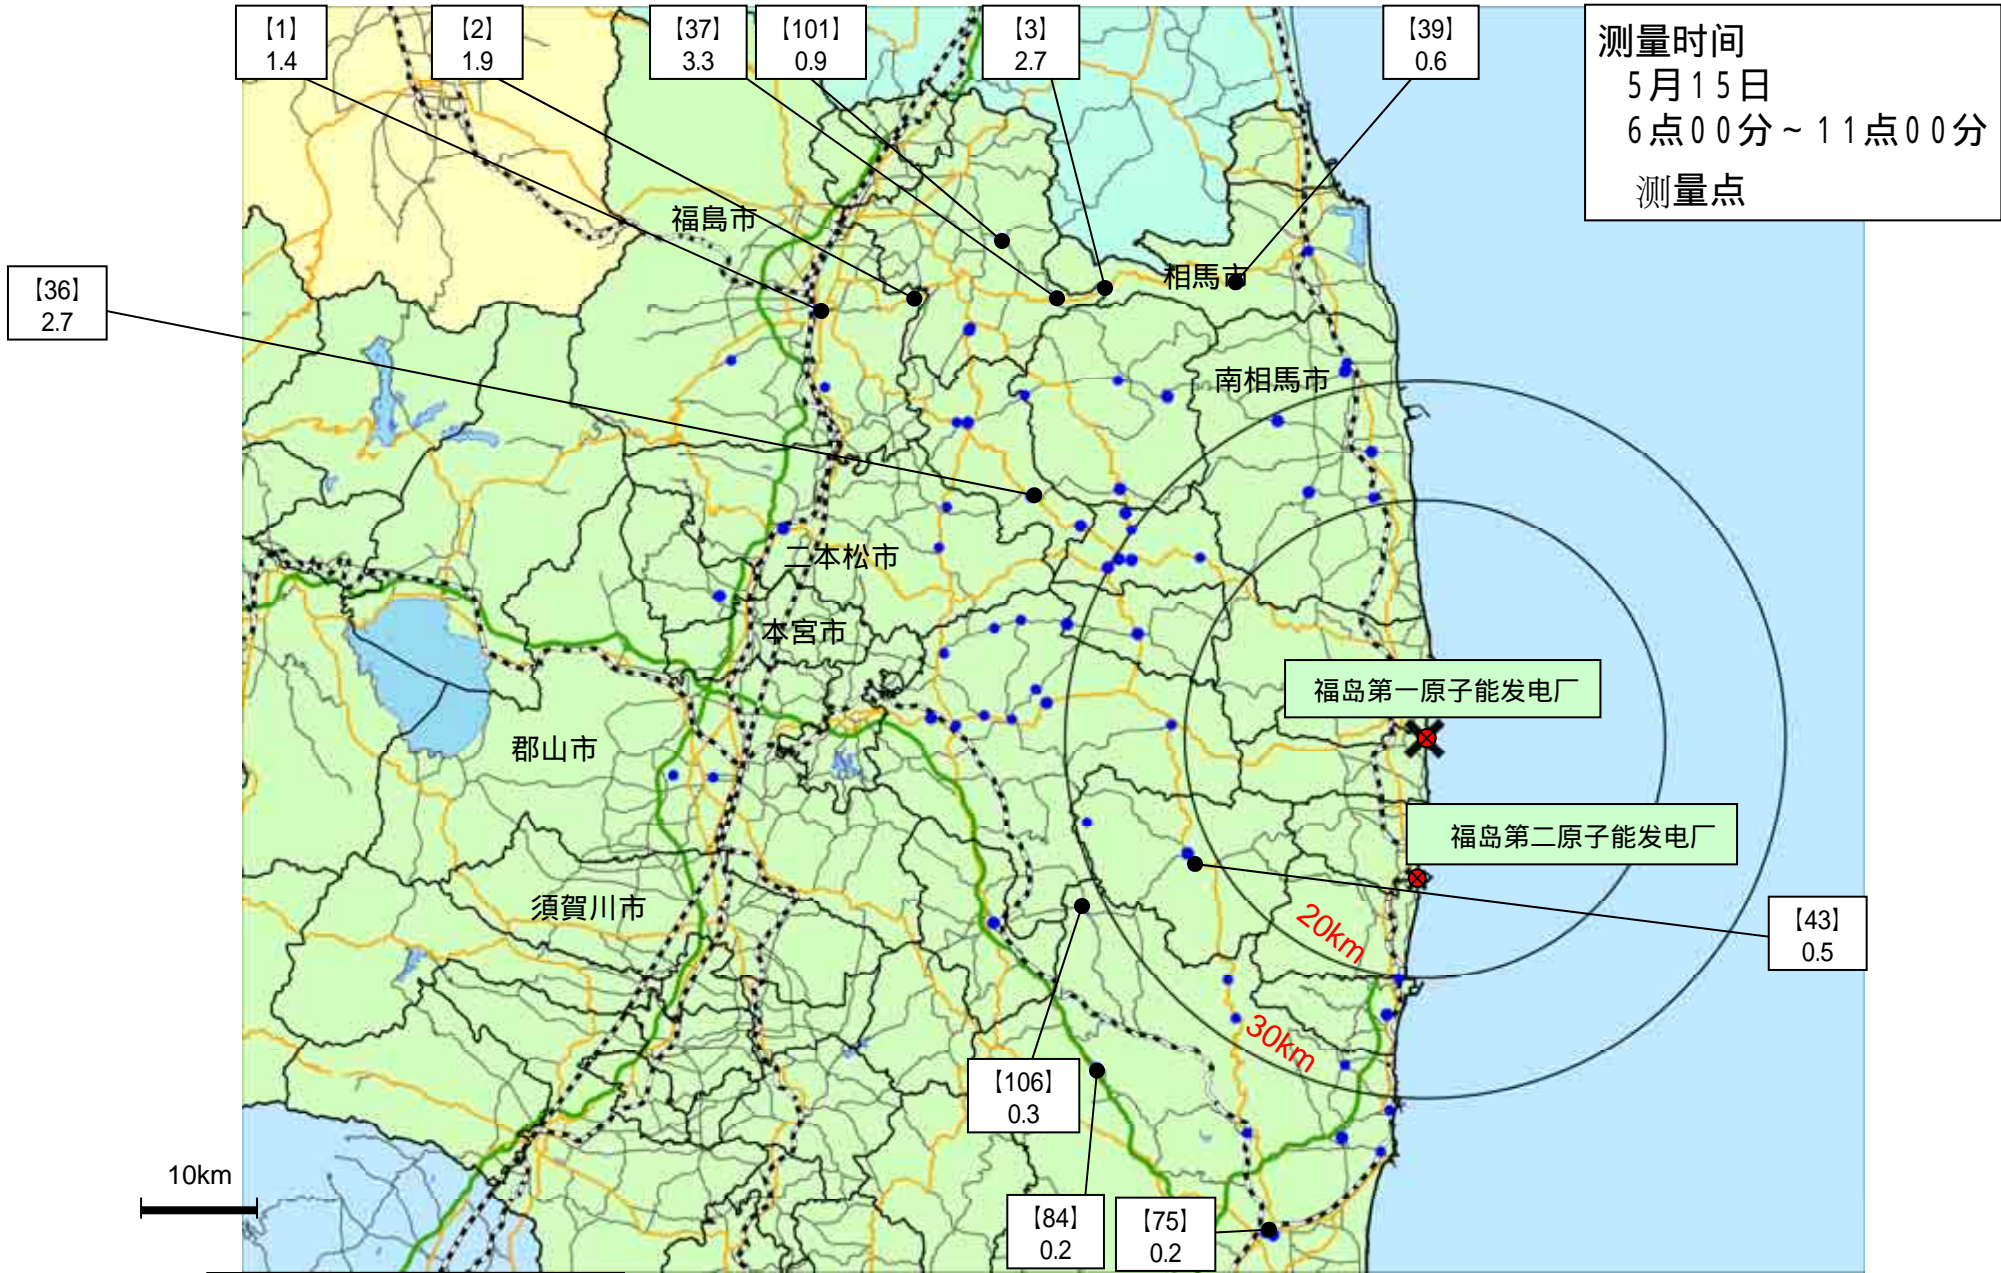 【1】
1.4
【2】
1.9
【37】
3.3
【101】
0.9
【3】
2.7
【39】
0.6
测量时间
5月15日
6点00分~11点00分
测量点
福島市
相馬市
【36】
2.7
南相馬市
二本松市
本宮市
福岛第一原子能发电厂
郡山市
福岛第二原子能发电厂
須賀川市
20km
【43】
0.5
30km
【106】
0.3
10km
【84】
0.2
【75】
0.2